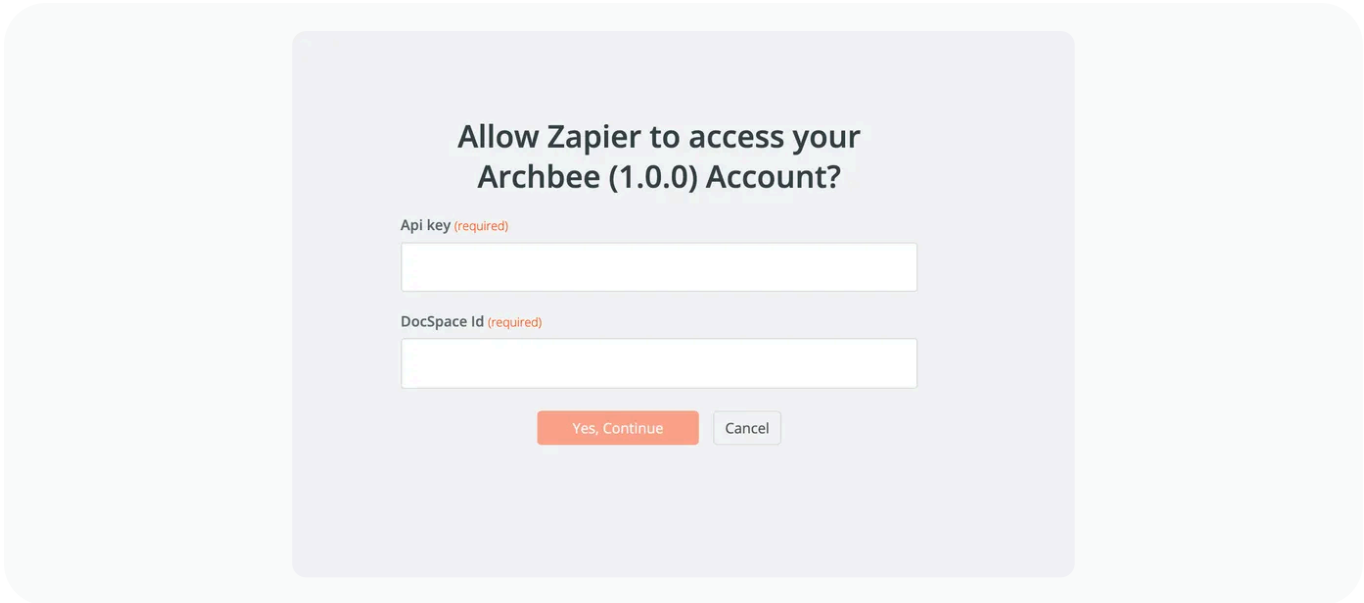 Allow Zapier to access your
Archbee (1.0.0) Account?
Api key (required)
DocSpace Id (required)
Yes, Continue Cancel